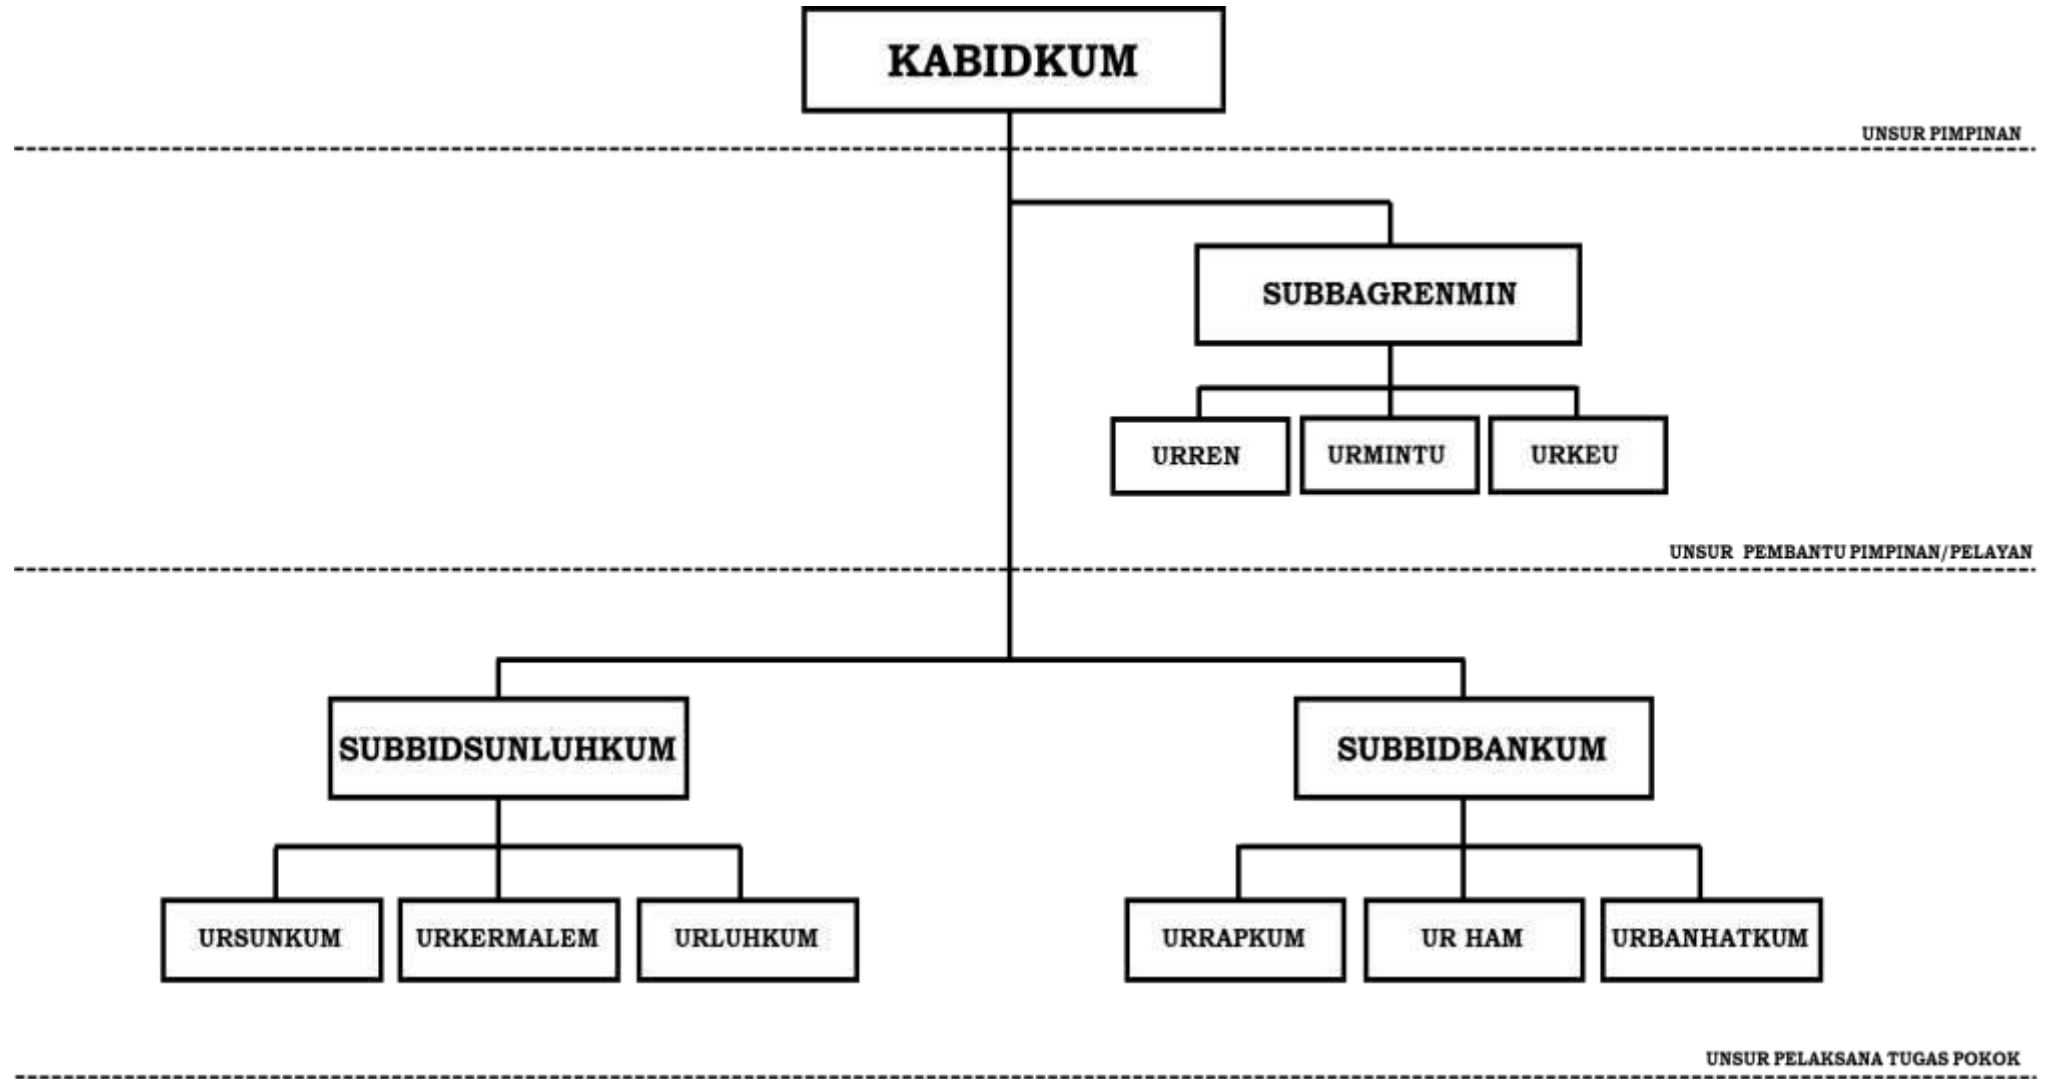 KABIDKUM
UNSUR PIMPINAN
SUBBAGRENMIN
URREN
URMINTU
URKEU
UNSUR PEMBANTU PIMPINAN/PELAYAN
SUBBIDSUNLUHKUM
SUBBIDBANKUM
URSUNKUM
URKERMALEM
URLUHKUM
URRAPKUM
UR HAM
URBANHATKUM
UNSUR PELAKSANA TUGAS POKOK